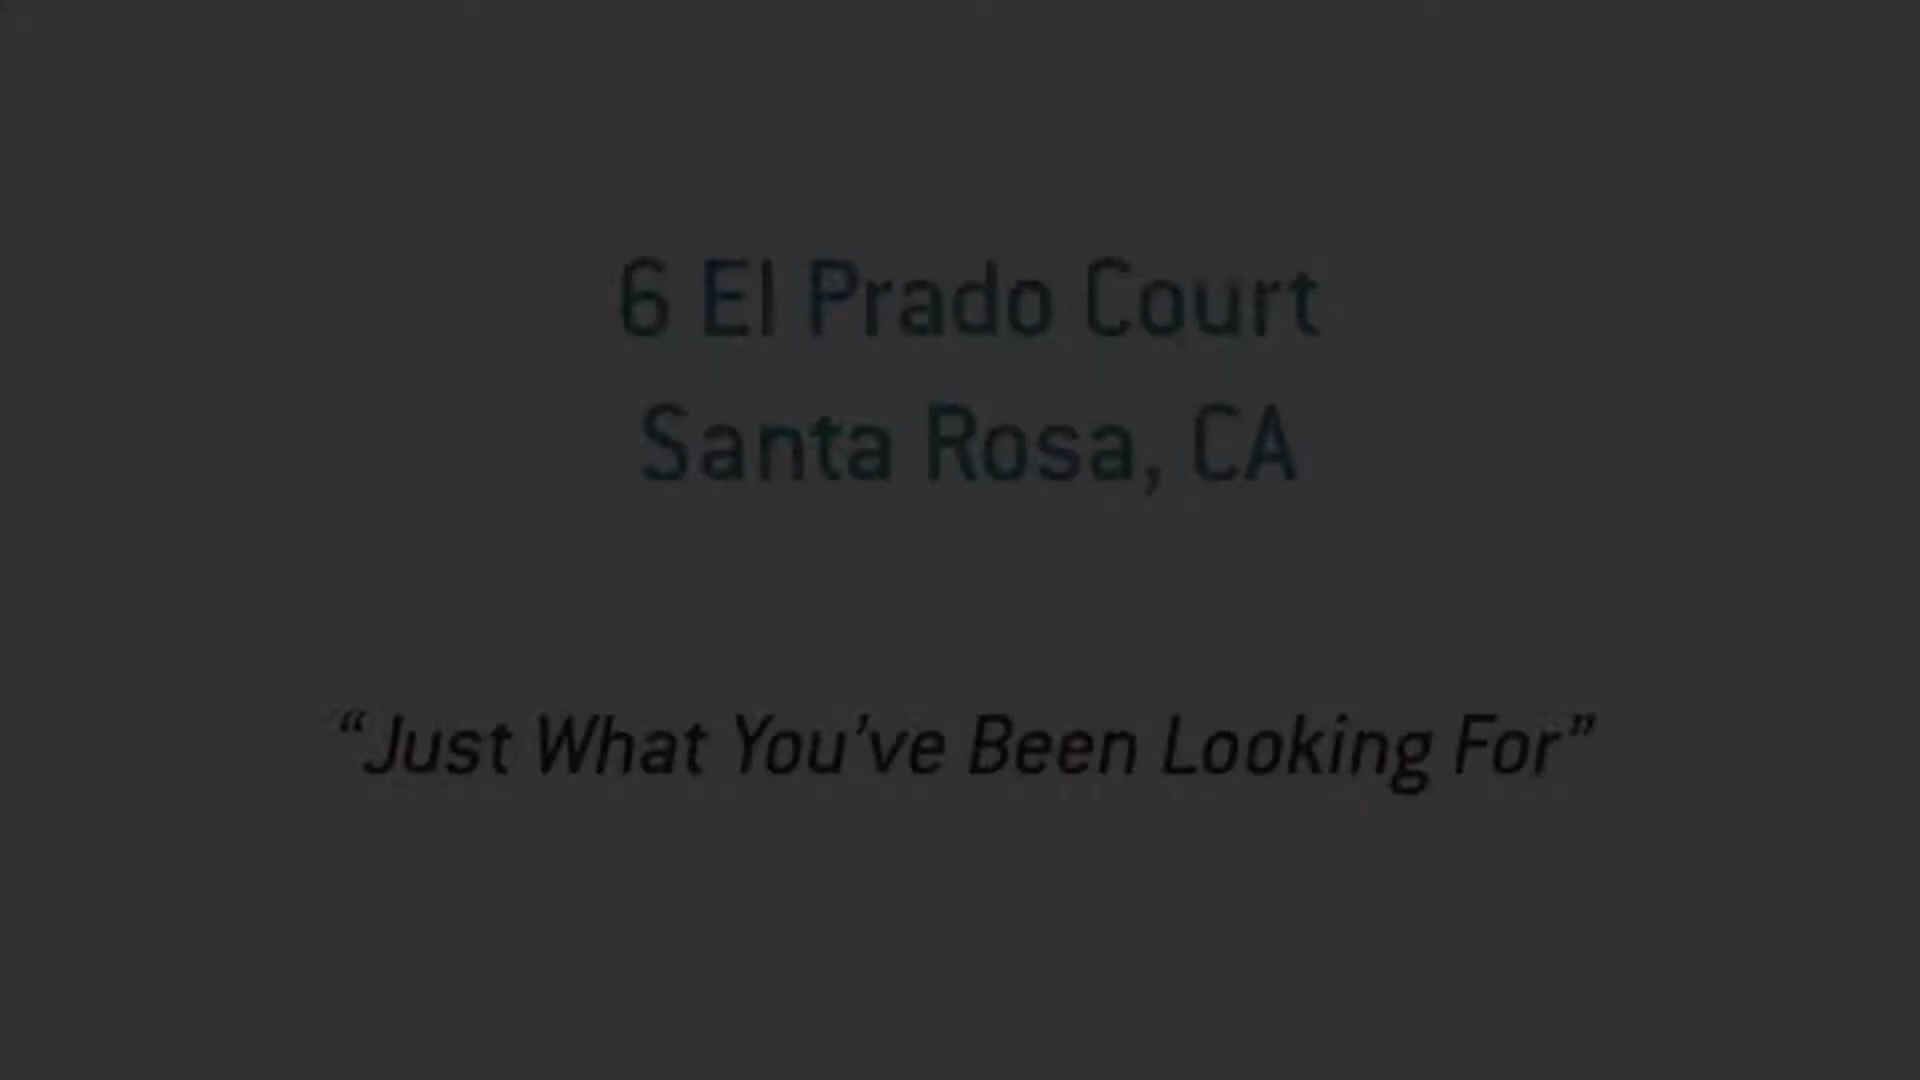 6 El Prado Court
Santa Rosa, CA
“Just What You’ve Been Looking For”